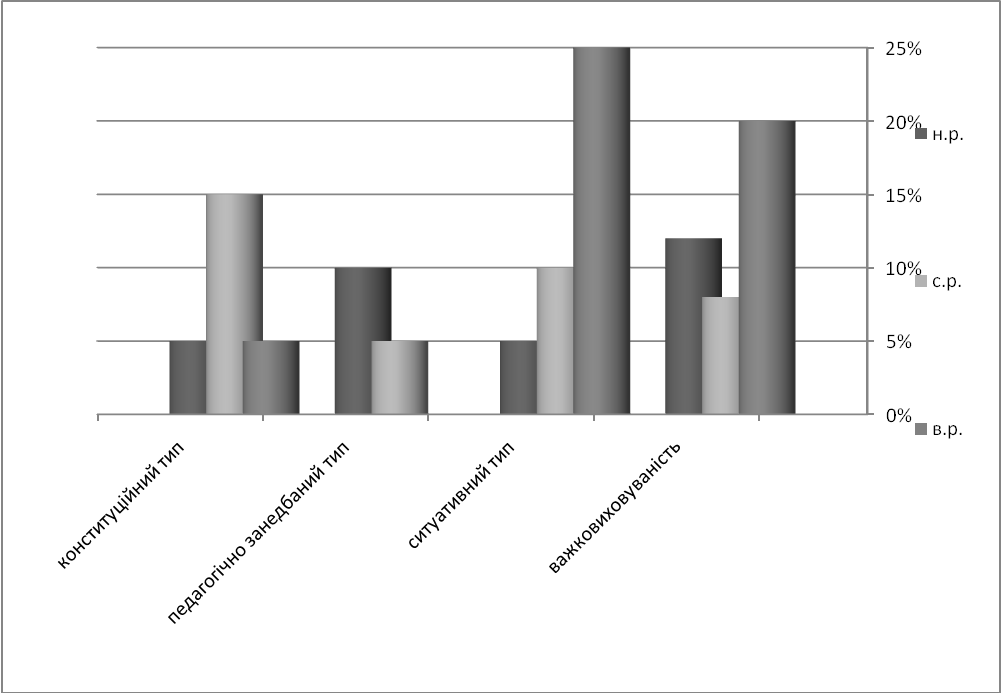 25%
20%
15%
10%
5%
0%
н.р.
с.р.
в.р.
конституційний тип
педагогічно занедбаний тип
ситуативний тип
важковиховуваність